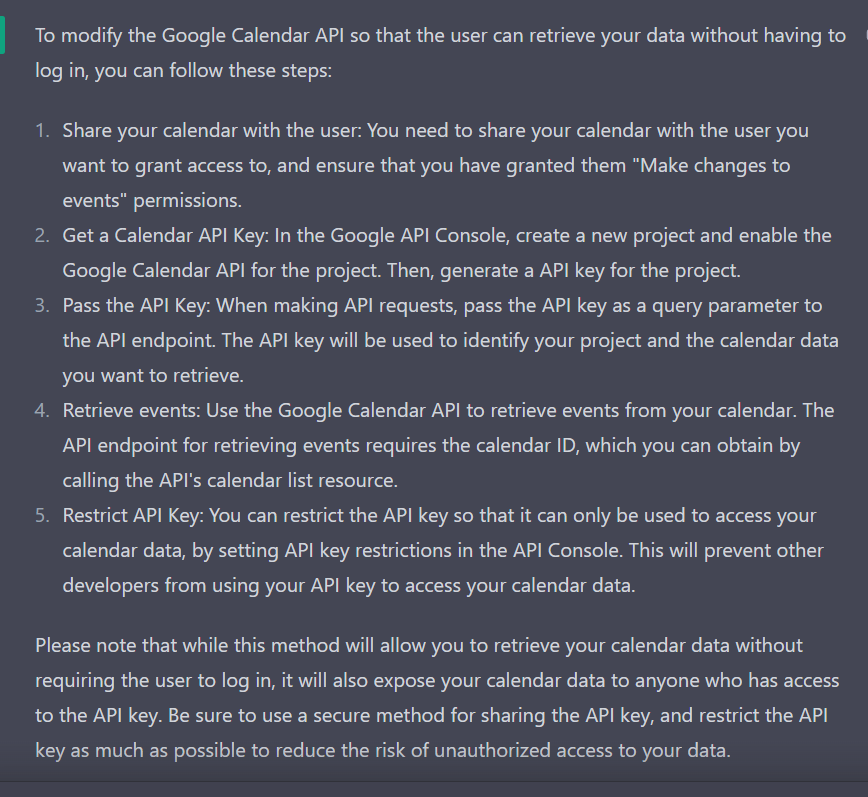 To modify the Google Calendar API so that the user can retrieve your data without having to
log in, you can follow these steps:
1. Share your calendar with the user: You need to share your calendar with the user you
want to grant access to, and ensure that you have granted them "Make changes to
events" permissions.
2. Get a Calendar API Key: In the Google API Console, create a new project and enable the
Google Calendar API for the project. Then, generate a API key for the project.
3. Pass the API Key: When making API requests, pass the API key as a query parameter to
the API endpoint. The API key will be used to identify your project and the calendar data
you want to retrieve.
4. Retrieve events: Use the Google Calendar API to retrieve events from your calendar. The
API endpoint for retrieving events requires the calendar ID, which you can obtain by
calling the API's calendar list resource.
5. Restrict API Key: You can restrict the API key so that it can only be used to access your
calendar data, by setting API key restrictions in the API Console. This will prevent other
developers from using your API key to access your calendar data.
Please note that while this method will allow you to retrieve your calendar data without
requiring the user to log in, it will also expose your calendar data to anyone who has access
to the API key. Be sure to use a secure method for sharing the API key, and restrict the API
key as much as possible to reduce the risk of unauthorized access to your data.